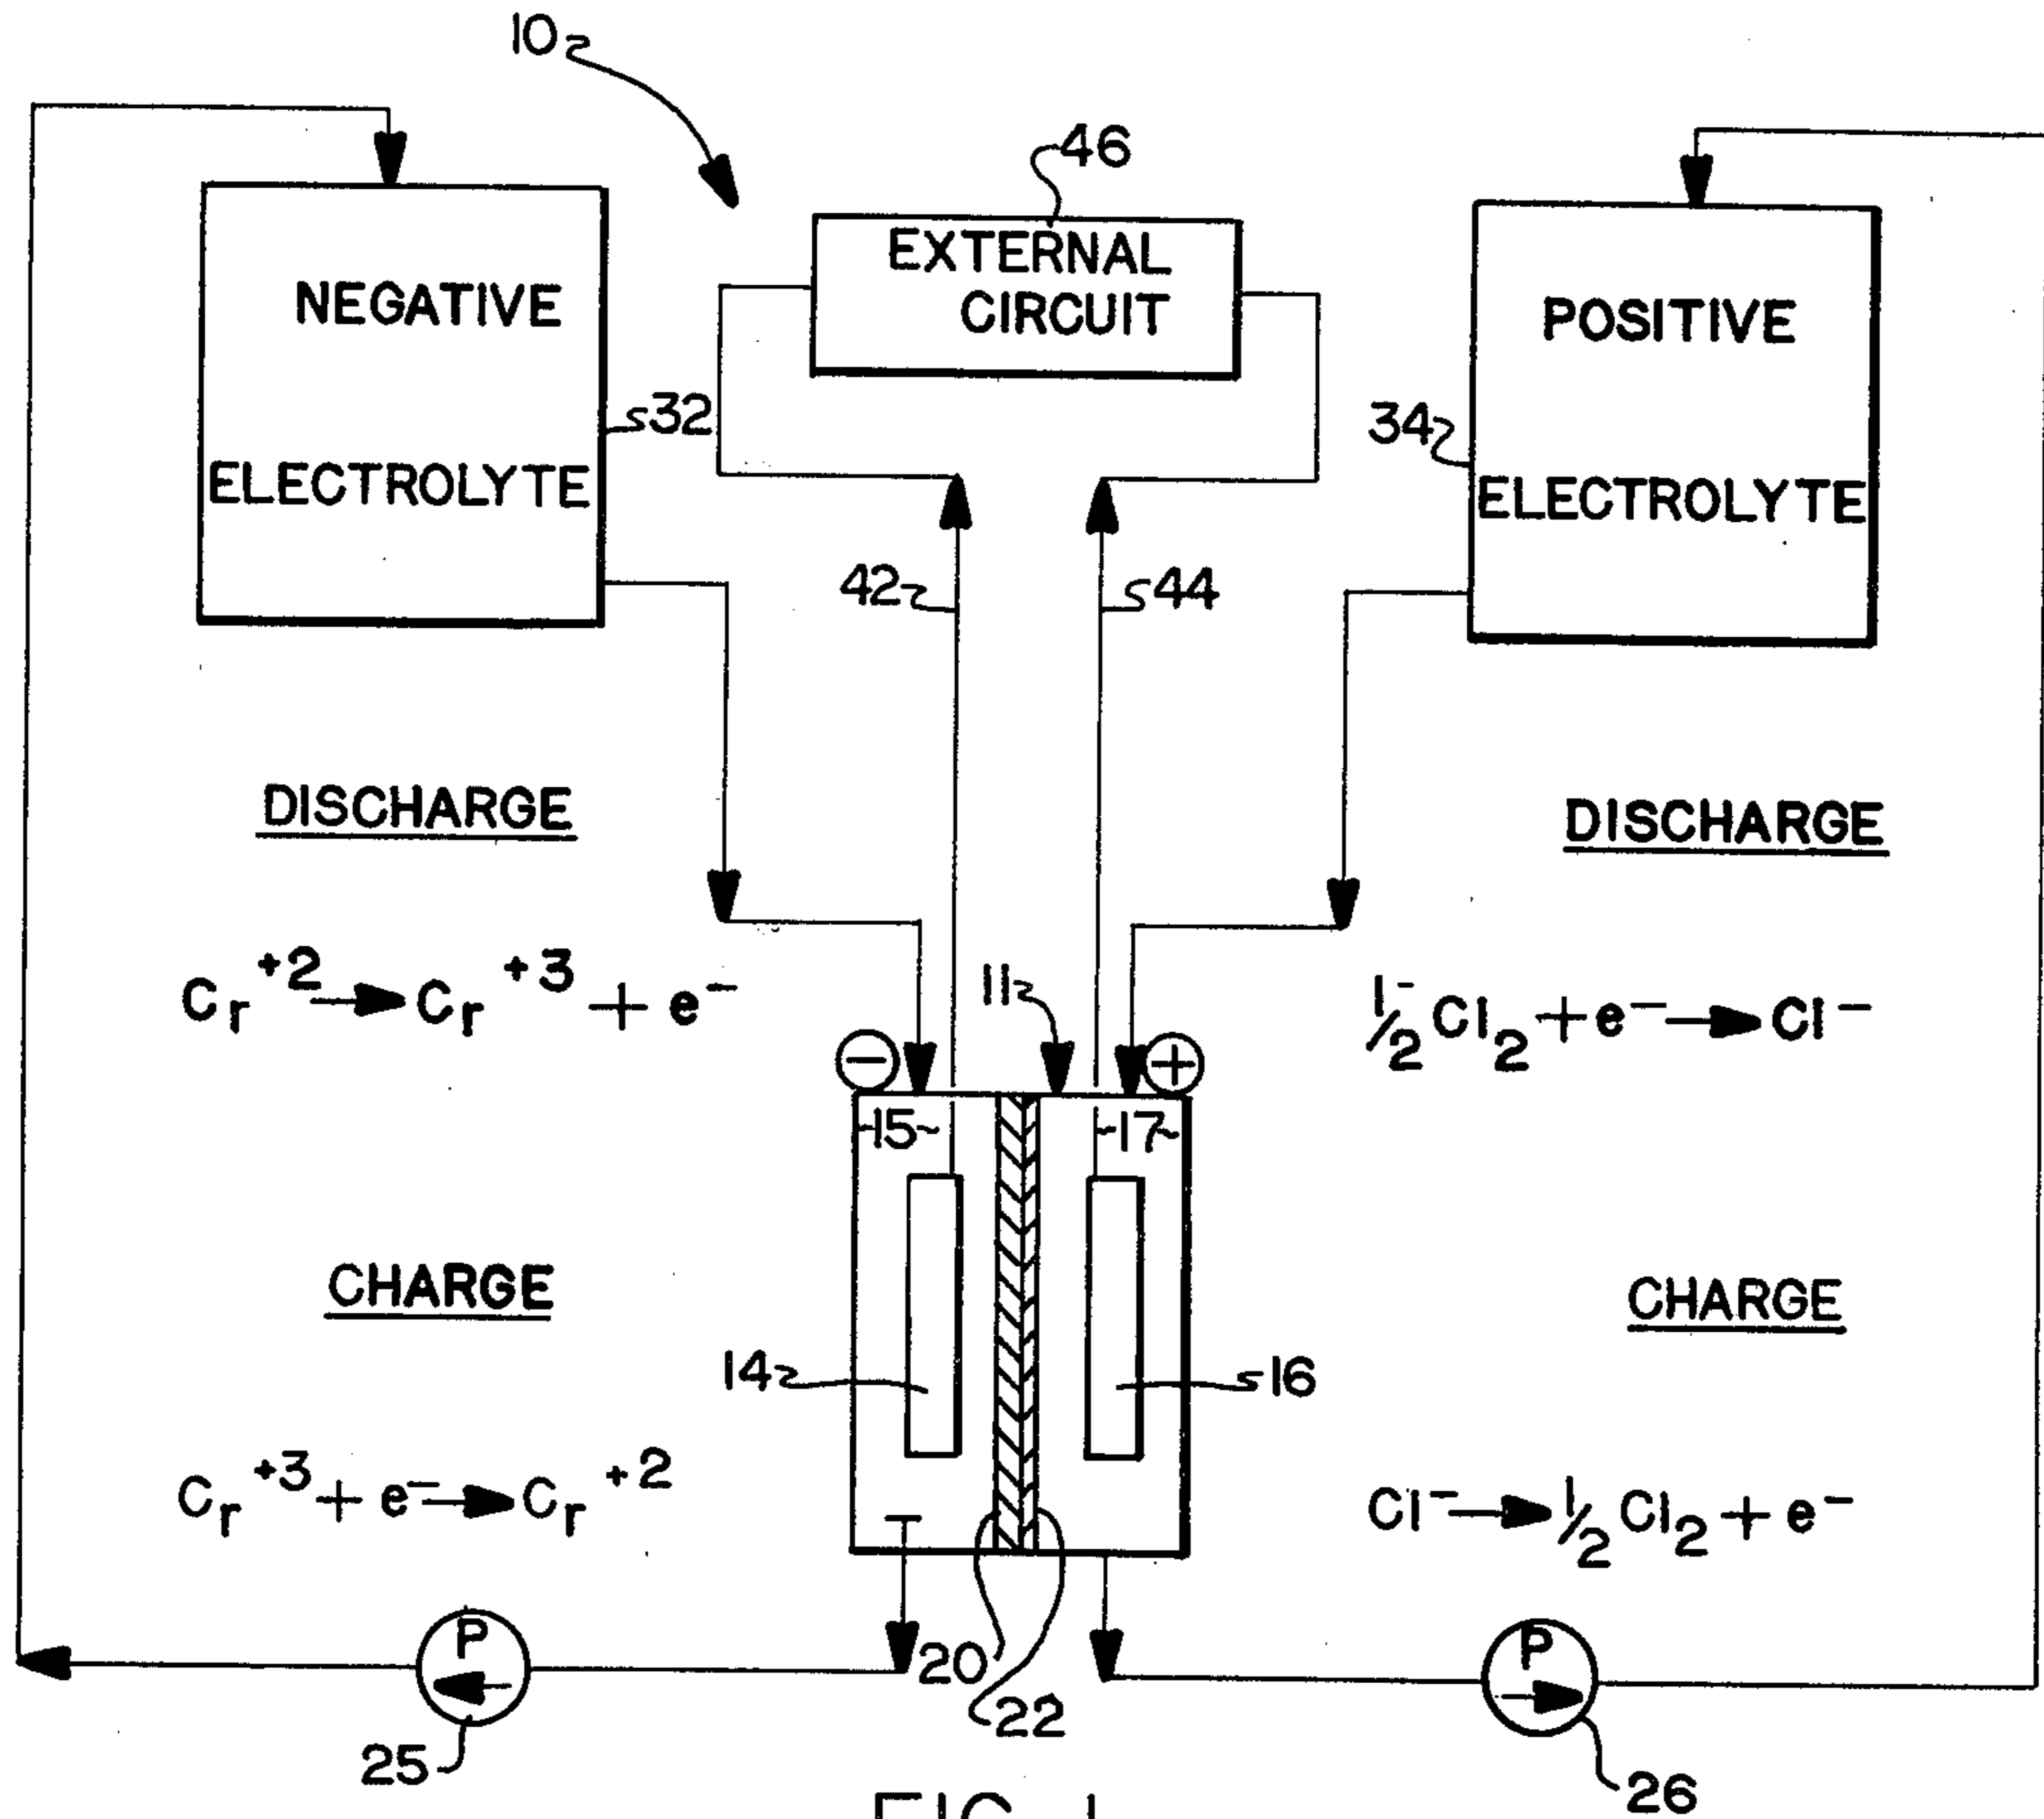 10
46
EXTERNAL
CIRCUIT
NEGATIVE
ELECTROLYTE
32
POSITIVE
ELECTROLYTE
34
42
44
DISCHARGE
DISCHARGE
Cr+2 → Cr+3 + e−
11
1/2 Cl2 + e− → Cl−
−
+
15
17
CHARGE
CHARGE
14
16
Cr+3 + e− → Cr+2
Cl− → 1/2 Cl2 + e−
P
P
20
22
25
26
FIG. 1